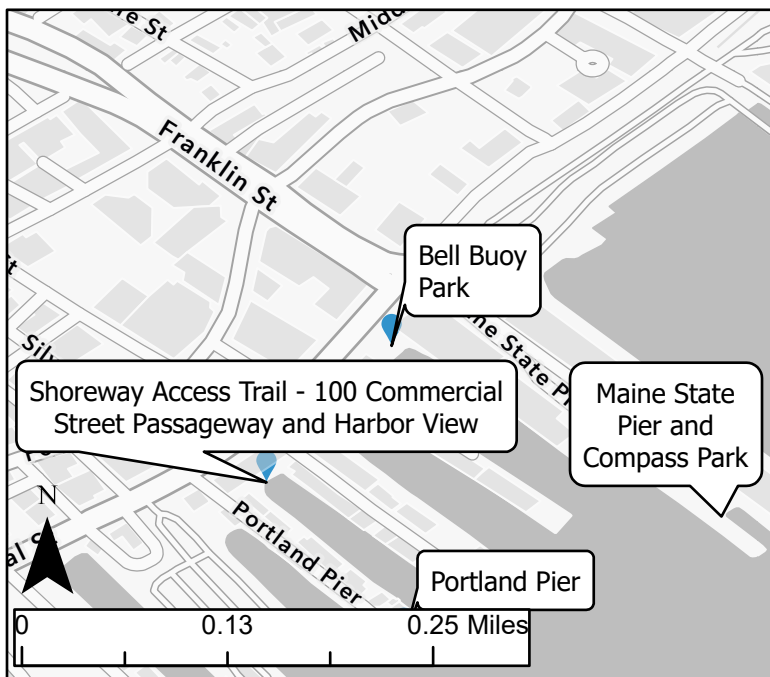 Franklin St
Bell Buoy
Park
Shoreway Access Trail - 100 Commercial
Street Passageway and Harbor View
Maine State
Pier and
Compass Park
N
Portland Pier
Portland Pier
0 0.13 0.25 Miles